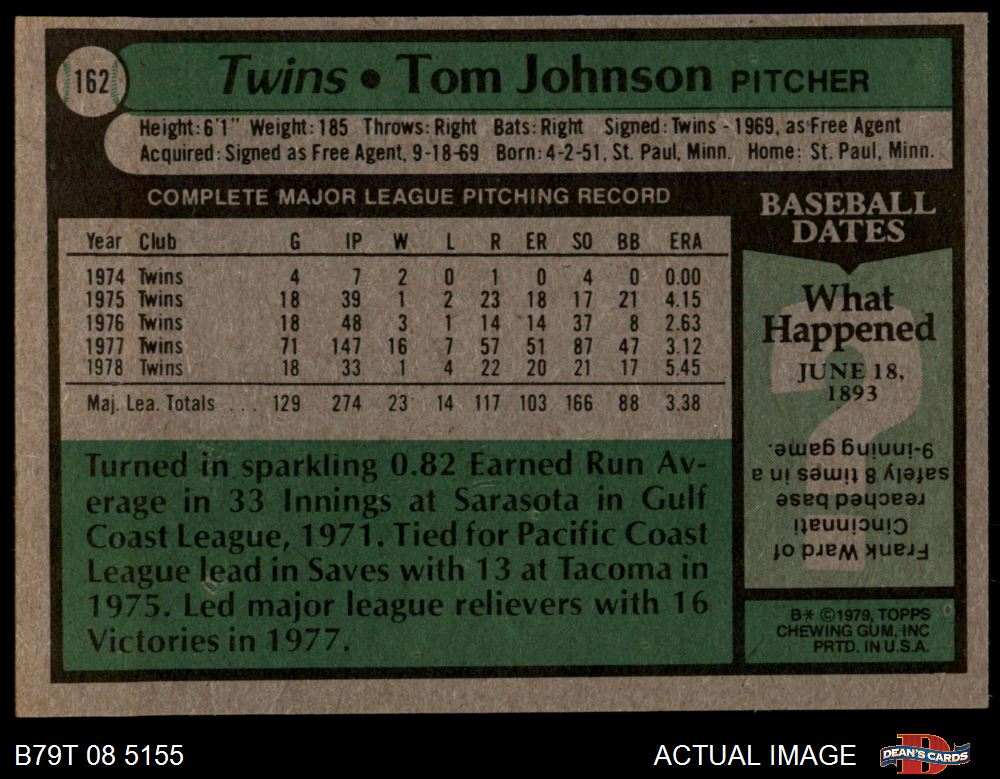 162
Twins • Tom Johnson PITCHER
Height: 6'1" Weight: 185 Throws: Right Bats: Right Signed: Twins - 1969, as Free Agent
Acquired: Signed as Free Agent, 9-18-69 Born: 4-2-51, St. Paul, Minn. Home: St. Paul, Minn.
COMPLETE MAJOR LEAGUE PITCHING RECORD
Year Club G IP W L R ER SO BB ERA
1974 Twins 4 7 2 0 1 0 4 0 0.00
1975 Twins 18 39 1 2 23 18 17 21 4.15
1976 Twins 18 48 3 1 14 14 37 8 2.63
1977 Twins 71 147 16 7 57 51 87 47 3.12
1978 Twins 18 33 1 4 22 20 21 17 5.45
Maj. Lea. Totals ... 129 274 23 14 117 103 166 88 3.38
Turned in sparkling 0.82 Earned Run Av-
erage in 33 Innings at Sarasota in Gulf
Coast League, 1971. Tied for Pacific Coast
League lead in Saves with 13 at Tacoma in
1975. Led major league relievers with 16
Victories in 1977.
BASEBALL
DATES
What
Happened
JUNE 18,
1893
?
Frank Ward of
Cincinnati
reached base
safely 8 times in a
9-inning game.
B* ©1979, TOPPS
CHEWING GUM, INC
PRTD. IN U.S.A.
B79T 08 5155
ACTUAL IMAGE
D
DEAN'S CARDS